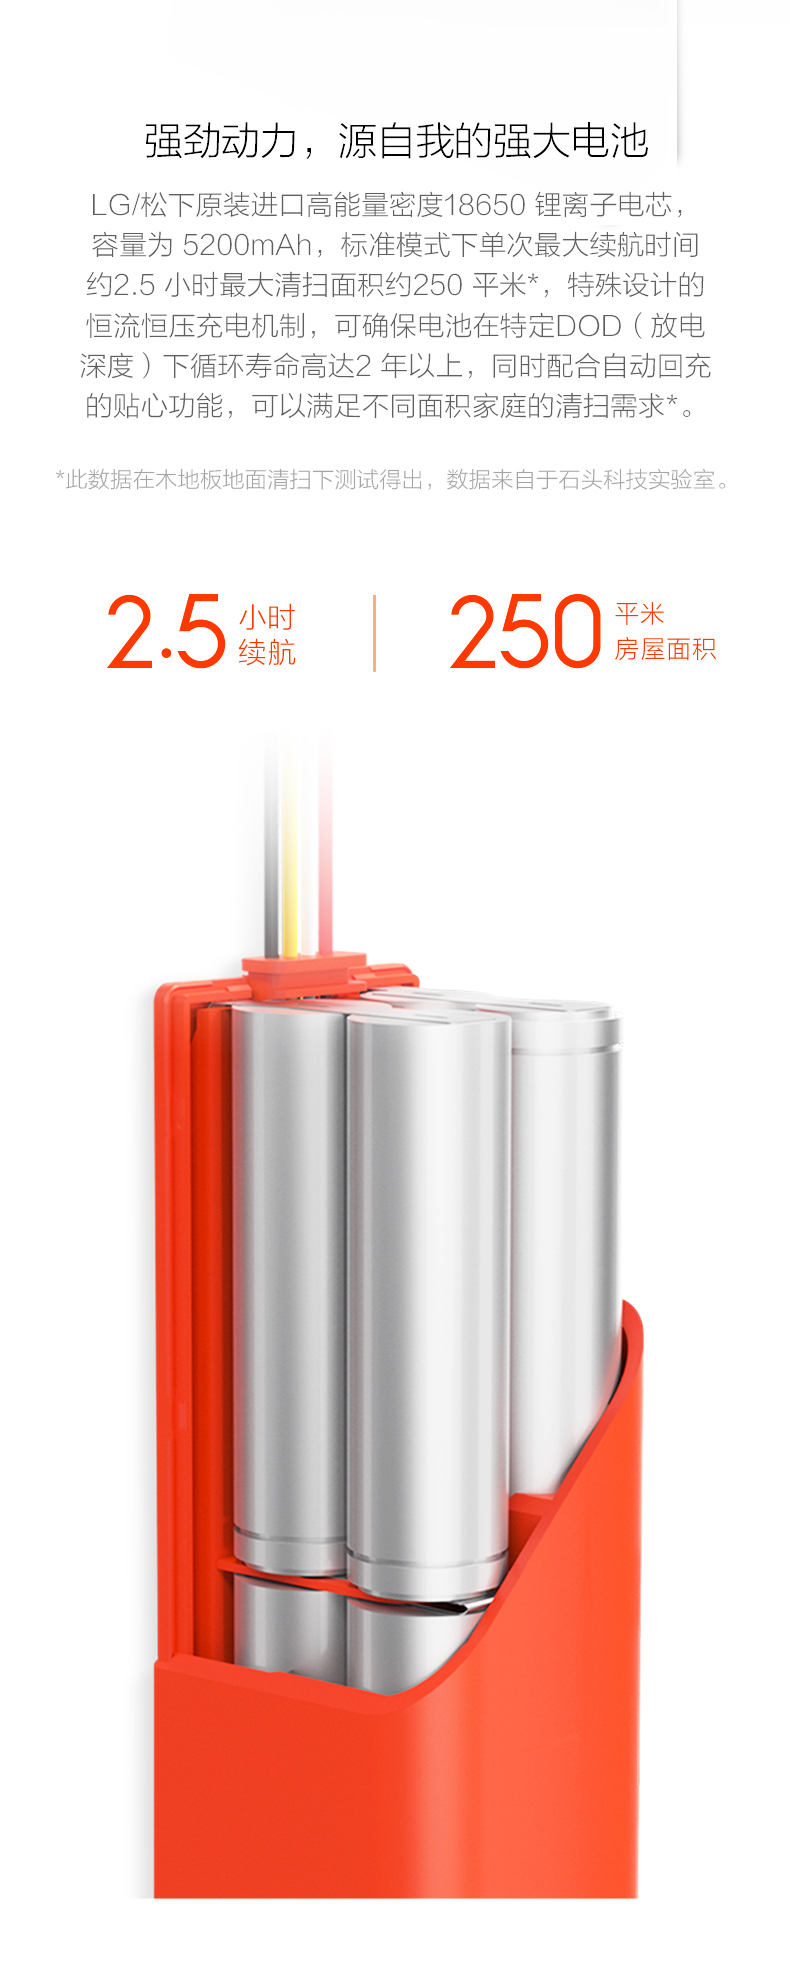 强劲动力，源自我的强大电池
LG/松下原装进口高能量密度18650 锂离子电芯，
容量为 5200mAh，标准模式下单次最大续航时间
约2.5 小时最大清扫面积约250 平米*，特殊设计的
恒流恒压充电机制，可确保电池在特定DOD（放电
深度）下循环寿命高达2 年以上，同时配合自动回充
的贴心功能，可以满足不同面积家庭的清扫需求*。
*此数据在木地板地面清扫下测试得出，数据来自于石头科技实验室。
2.5 小时
续航
250 平米
房屋面积